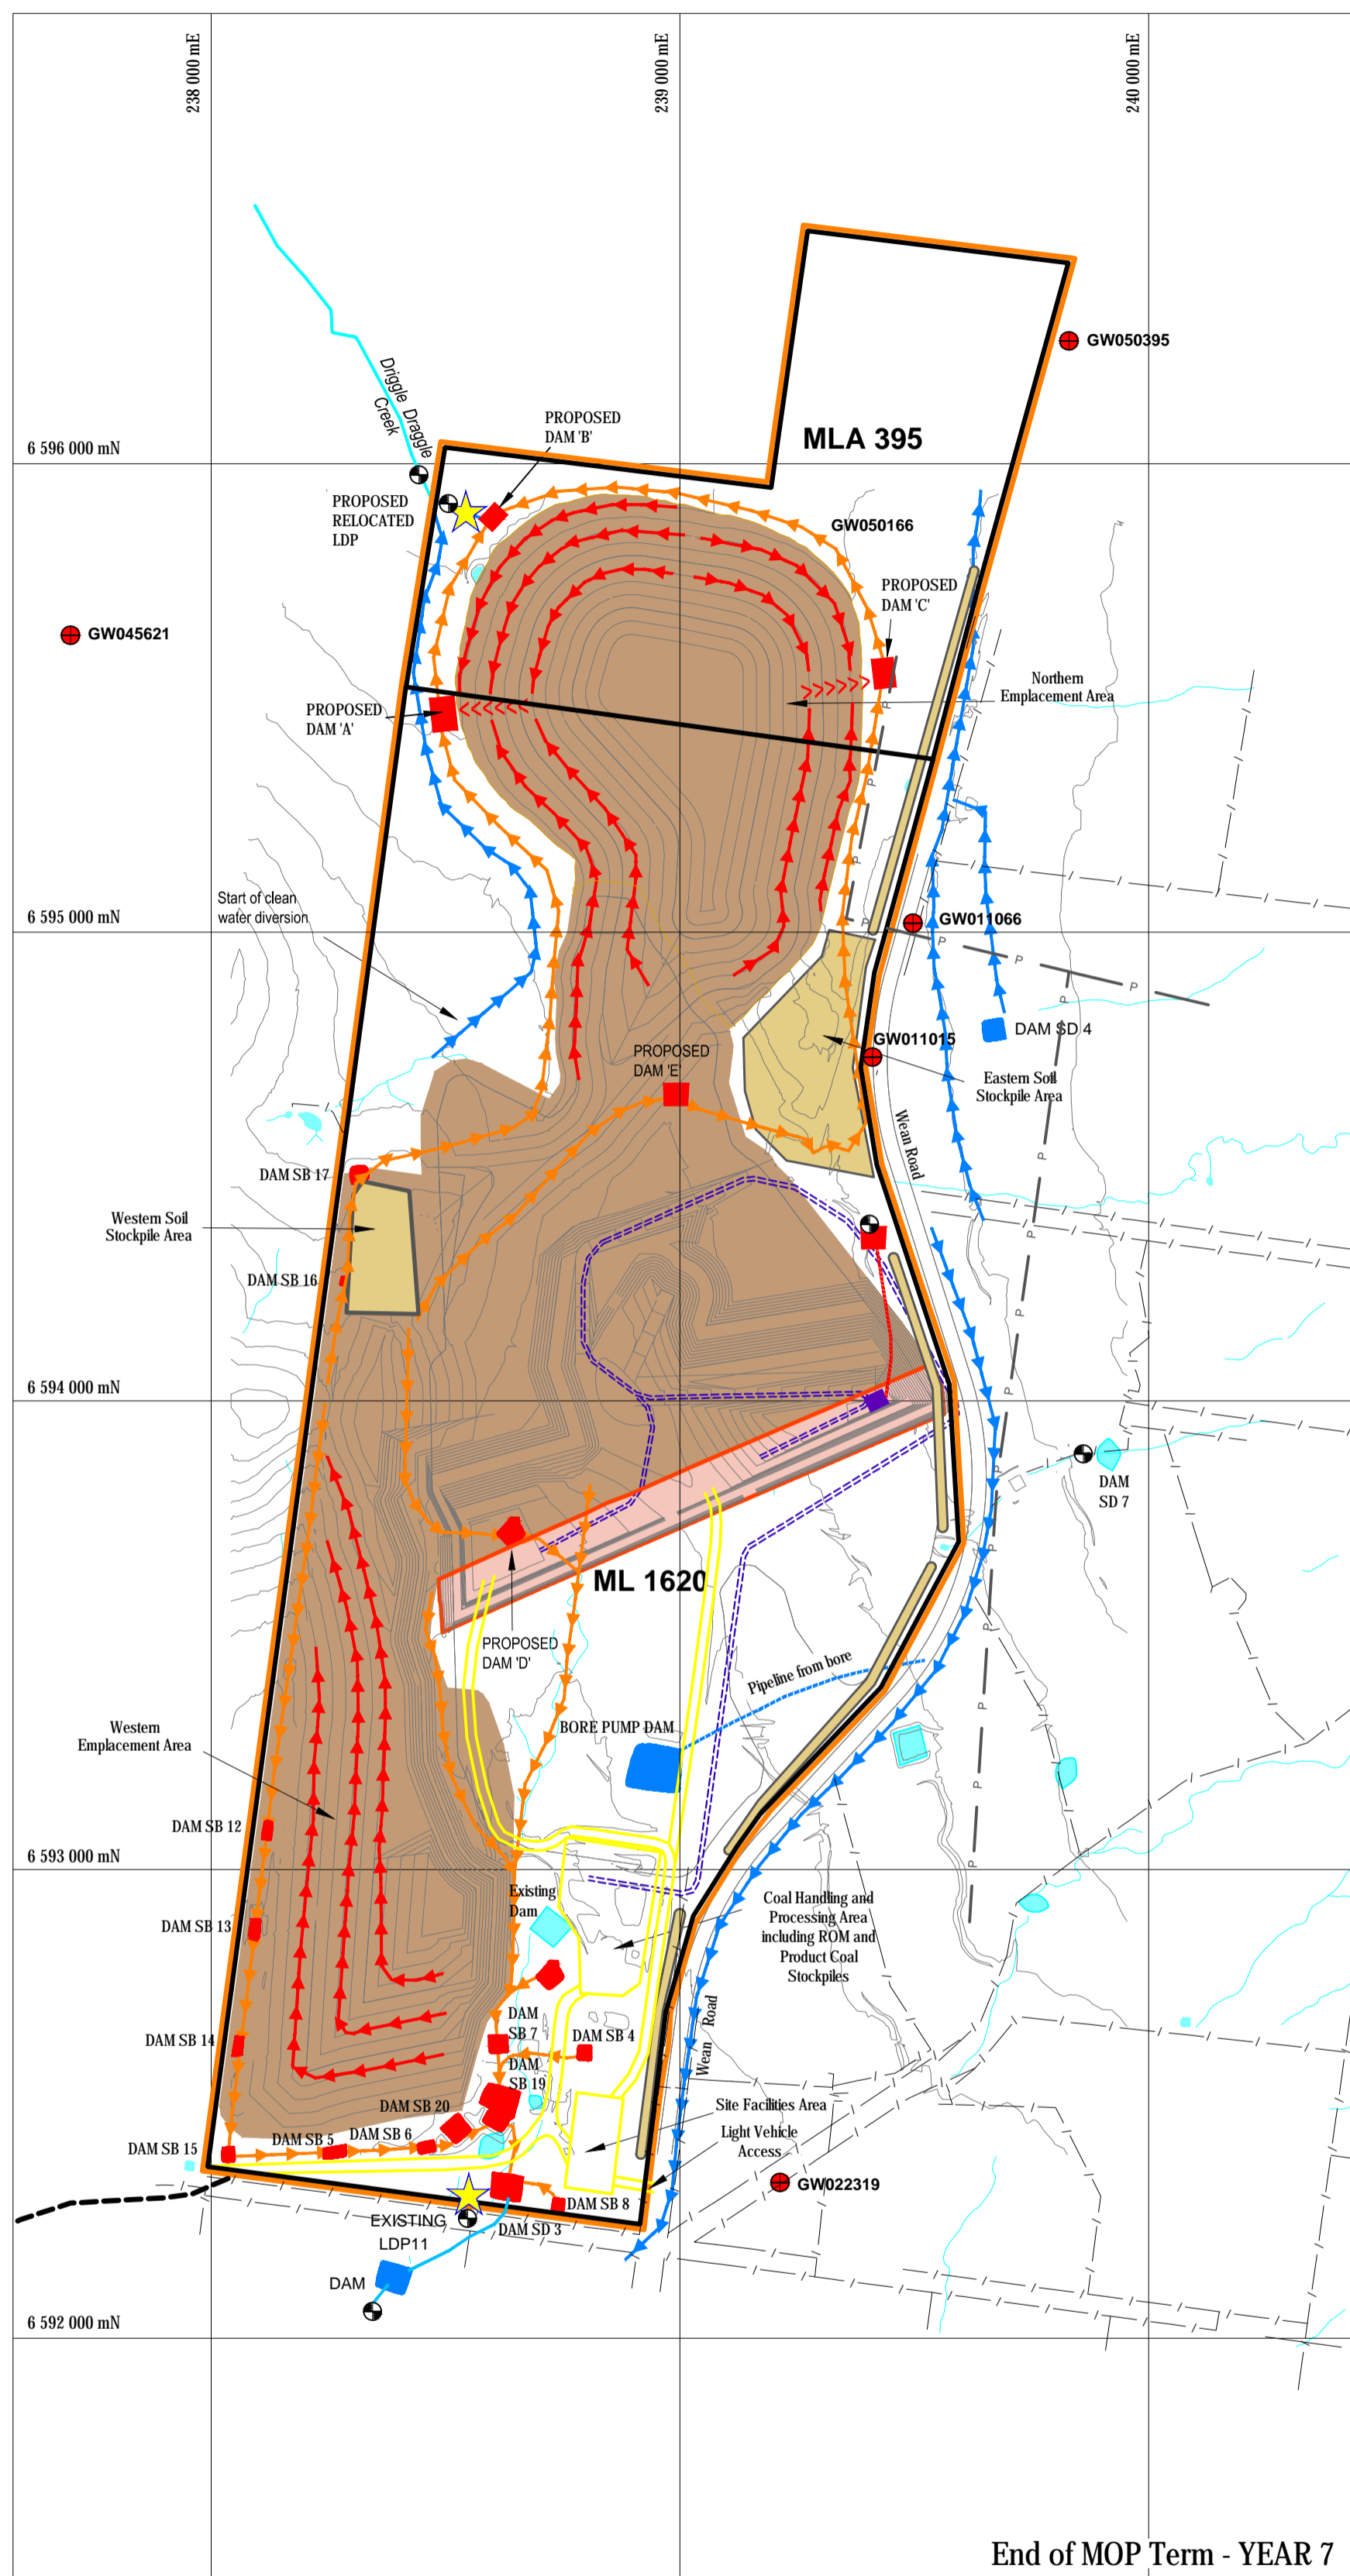 238 000 mE
239 000 mE
240 000 mE
GW050395
Driggle Draggle
Creek
PROPOSED
DAM 'B'
MLA 395
6 596 000 mN
PROPOSED
RELOCATED
LDP
GW050166
PROPOSED
DAM 'C'
GW045621
Northern
Emplacement Area
PROPOSED
DAM 'A'
P
P
Start of clean
water diversion
6 595 000 mN
P
GW011066
P
P
P
DAM SD 4
GW011015
PROPOSED
DAM 'E'
Eastern Soil
Stockpile Area
P
Wean Road
DAM SB 17
P
Western Soil
Stockpile Area
P
DAM SB 16
P
6 594 000 mN
P
P
DAM
SD 7
P
ML 1620
P
P
PROPOSED
DAM 'D'
Pipeline from bore
P
Western
Emplacement Area
BORE PUMP DAM
P
DAM SB 12
6 593 000 mN
P
Existing
Dam
Coal Handling and
Processing Area
including ROM and
Product Coal
Stockpiles
DAM SB 13
DAM
SB 7
DAM SB 4
Wean Road
DAM SB 14
DAM
SB 19
DAM SB 20
Site Facilities Area
DAM SB 5
DAM SB 6
Light Vehicle
Access
DAM SB 15
GW022319
DAM SB 8
EXISTING
LDP11
DAM SD 3
DAM
6 592 000 mN
End of MOP Term - YEAR 7